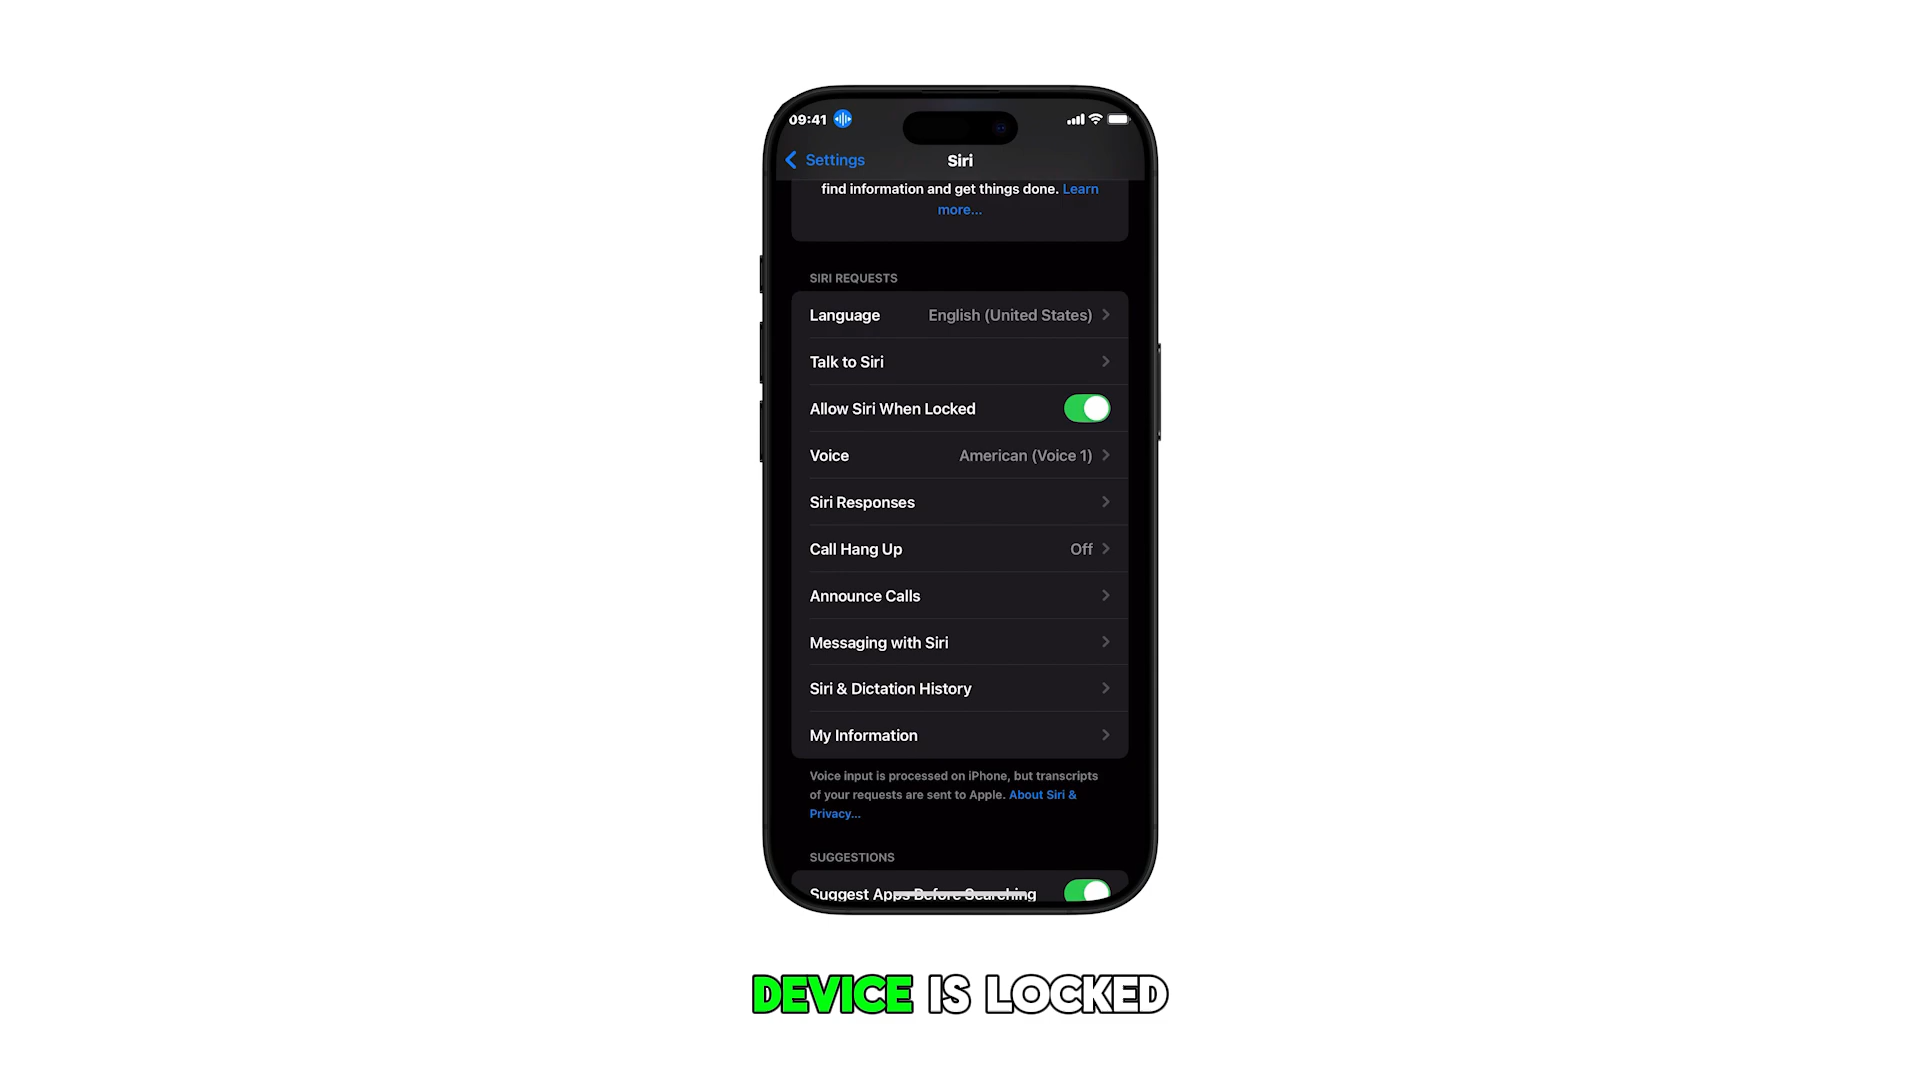 09:41
Settings
Siri
find information and get things done. Learn
more...
SIRI REQUESTS
Language English (United States)
Talk to Siri
Allow Siri When Locked
Voice American (Voice 1)
Siri Responses
Call Hang Up Off
Announce Calls
Messaging with Siri
Siri & Dictation History
My Information
Voice input is processed on iPhone, but transcripts
of your requests are sent to Apple. About Siri &
Privacy...
SUGGESTIONS
Suggest Apps Before Searching
DEVICE IS LOCKED